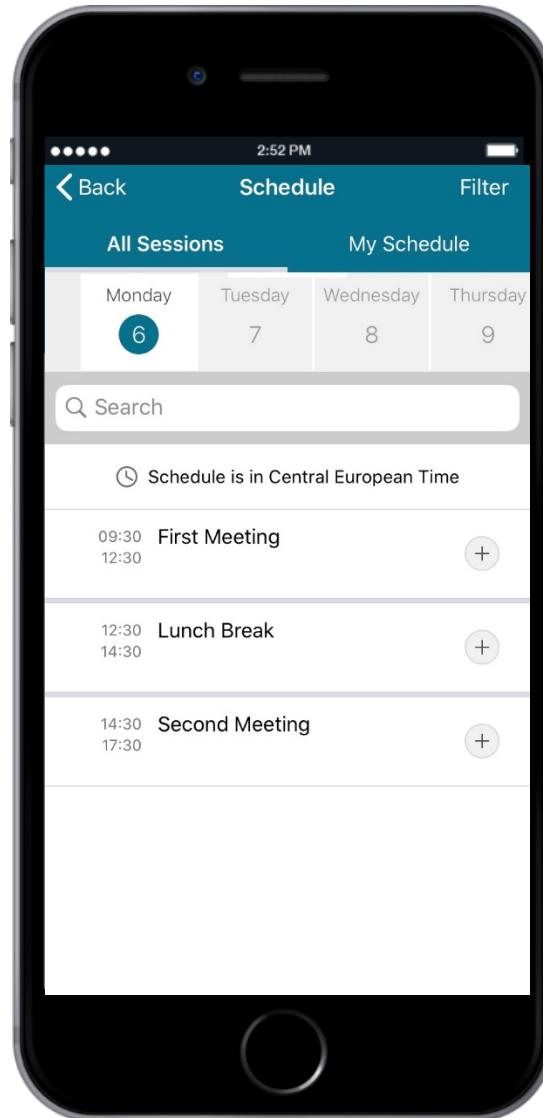 2:52 PM
Back Schedule Filter
All Sessions My Schedule
Monday Tuesday Wednesday Thursday
6 7 8 9
Search
Schedule is in Central European Time
09:30 First Meeting
12:30
+
12:30 Lunch Break
14:30
+
14:30 Second Meeting
17:30
+